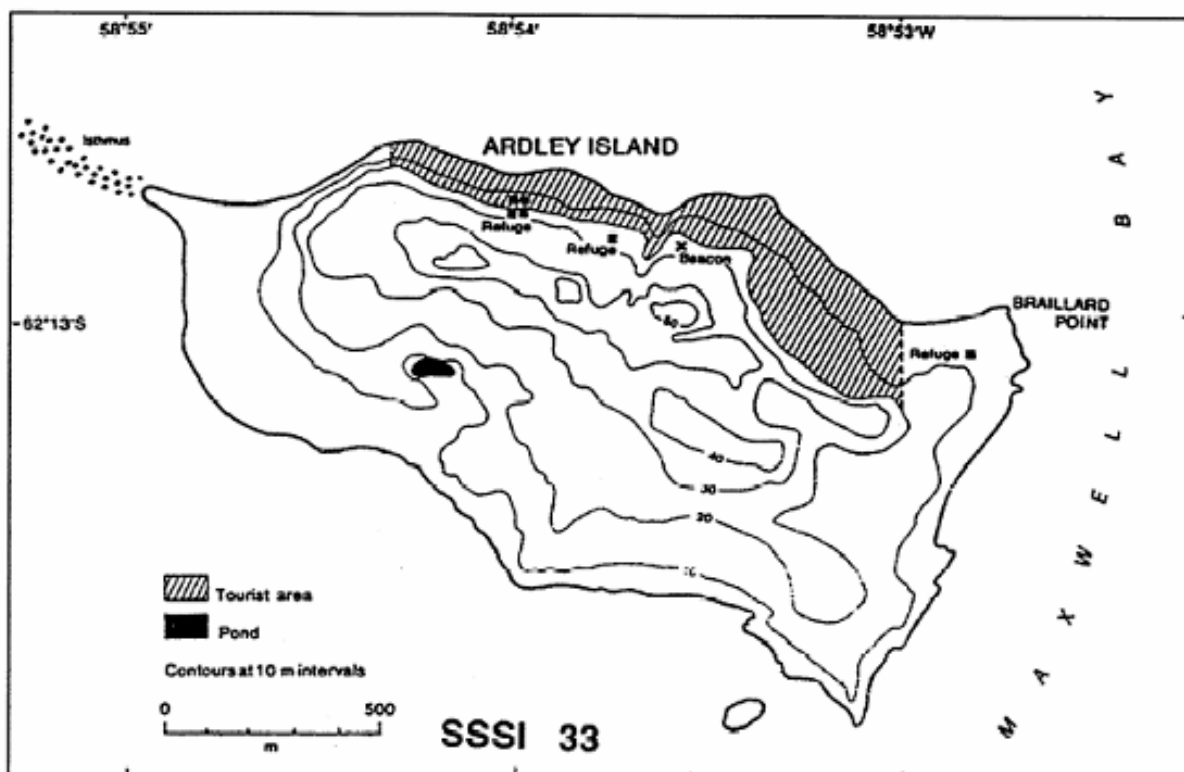 58°55'
58°54'
58°53'W
Isthmus
ARDLEY ISLAND
Refuge
Refuge
Beacon
62°13'S
BRAILLARD
POINT
Refuge
40
30
20
10
MAXWELL BAY
Tourist area
Pond
Contours at 10 m intervals
0 500
m
SSSI 33